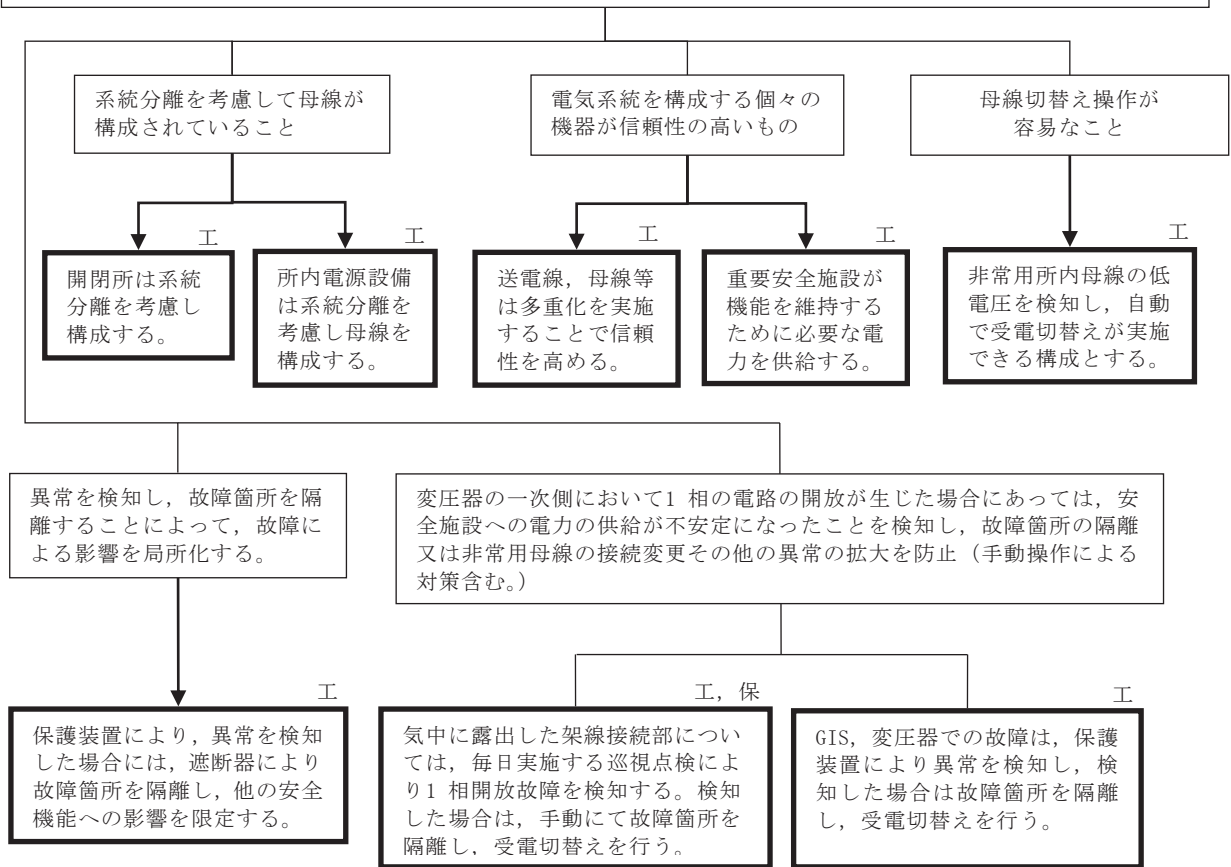 系統分離を考慮して母線が
構成されていること
電気系統を構成する個々の
機器が信頼性の高いもの
母線切替え操作が
容易なこと
工
開閉所は系統
分離を考慮し
構成する。
工
所内電源設備
は系統分離を
考慮し母線を
構成する。
工
送電線，母線等
は多重化を実施
することで信頼
性を高める。
工
重要安全施設が
機能を維持する
ために必要な電
力を供給する。
工
非常用所内母線の低
電圧を検知し，自動
で受電切替えが実施
できる構成とする。
異常を検知し，故障箇所を隔
離することによって，故障に
よる影響を局所化する。
変圧器の一次側において1 相の電路の開放が生じた場合にあっては，安
全施設への電力の供給が不安定になったことを検知し，故障箇所の隔離
又は非常用母線の接続変更その他の異常の拡大を防止（手動操作による
対策含む。）
工
保護装置により，異常を検知
した場合には，遮断器により
故障箇所を隔離し，他の安全
機能への影響を限定する。
工，保
気中に露出した架線接続部につい
ては，毎日実施する巡視点検によ
り1 相開放故障を検知する。検知
した場合は，手動にて故障箇所を
隔離し，受電切替えを行う。
工
GIS，変圧器での故障は，保護
装置により異常を検知し，検
知した場合は故障箇所を隔離
し，受電切替えを行う。